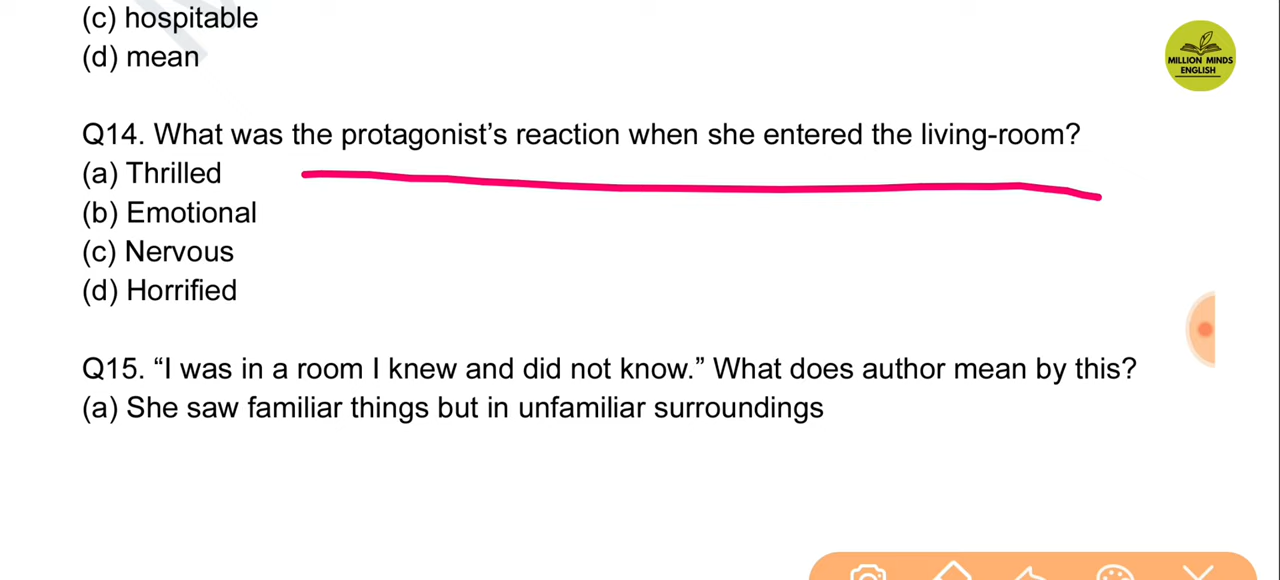 (c) hospitable
(d) mean
MILLION MINDS
ENGLISH
Q14. What was the protagonist's reaction when she entered the living-room?
(a) Thrilled
(b) Emotional
(c) Nervous
(d) Horrified
Q15. “I was in a room I knew and did not know.” What does author mean by this?
(a) She saw familiar things but in unfamiliar surroundings